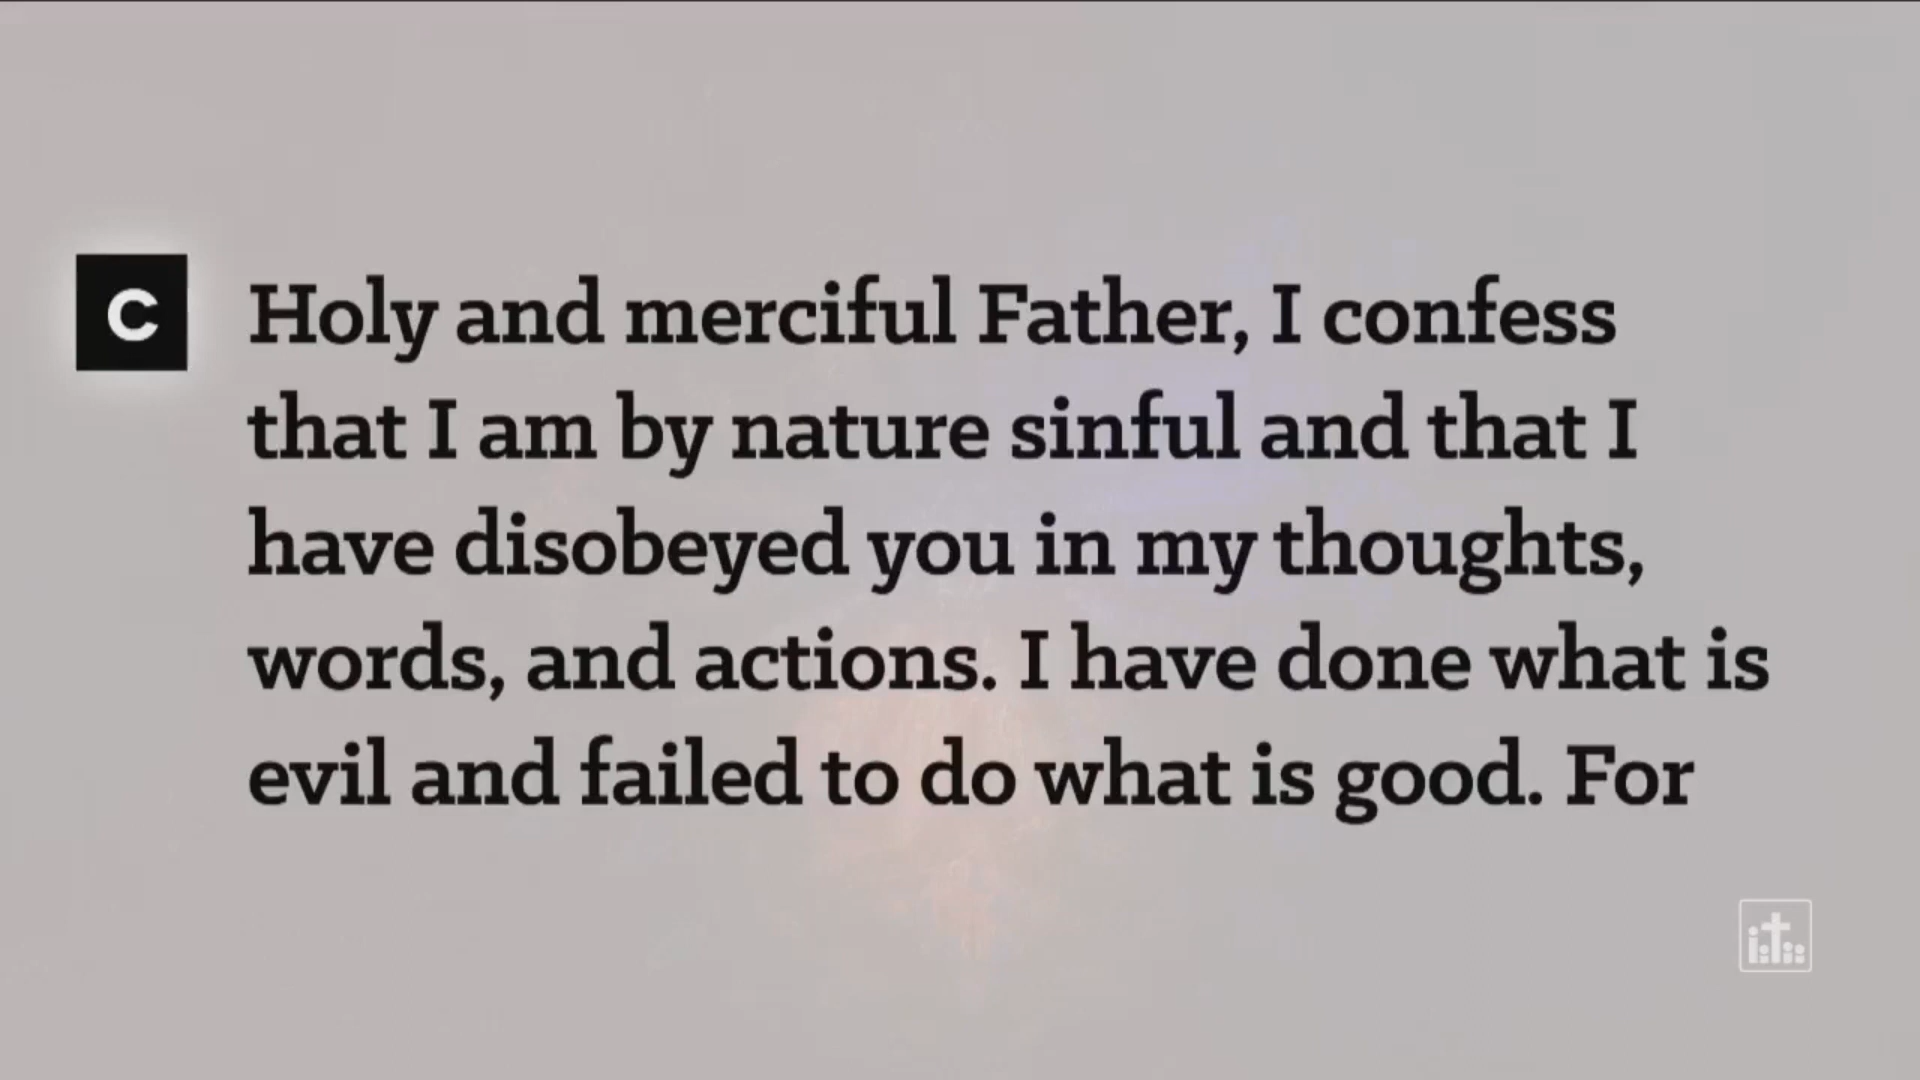 C Holy and merciful Father, I confess
that I am by nature sinful and that I
have disobeyed you in my thoughts,
words, and actions. I have done what is
evil and failed to do what is good. For